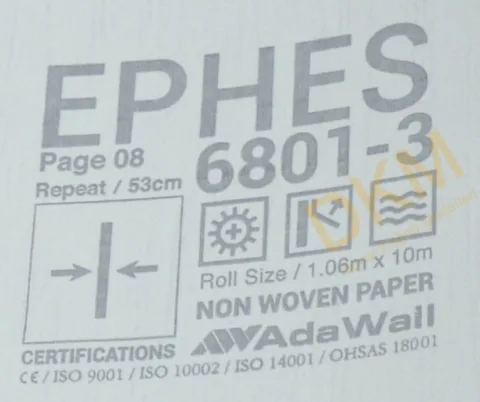 EPHES
Page 08
6801-3
Repeat / 53cm
Roll Size / 1.06m x 10m
NON WOVEN PAPER
AdaWall
CERTIFICATIONS
CE / ISO 9001 / ISO 10002 / ISO 14001 / OHSAS 18001
DKM